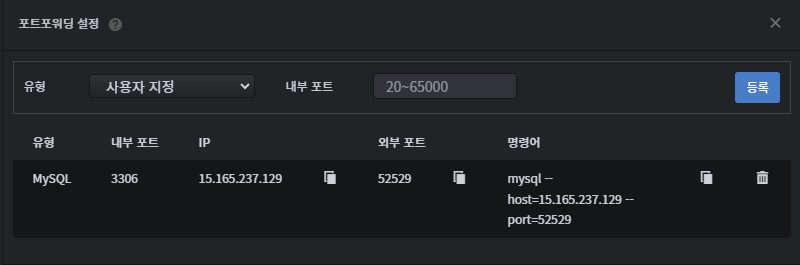 포트포워딩 설정 ?
유형 사용자 지정 내부 포트 20~65000 등록
유형 내부 포트 IP 외부 포트 명령어
MySQL 3306 15.165.237.129 52529 mysql --
host=15.165.237.129 --
port=52529